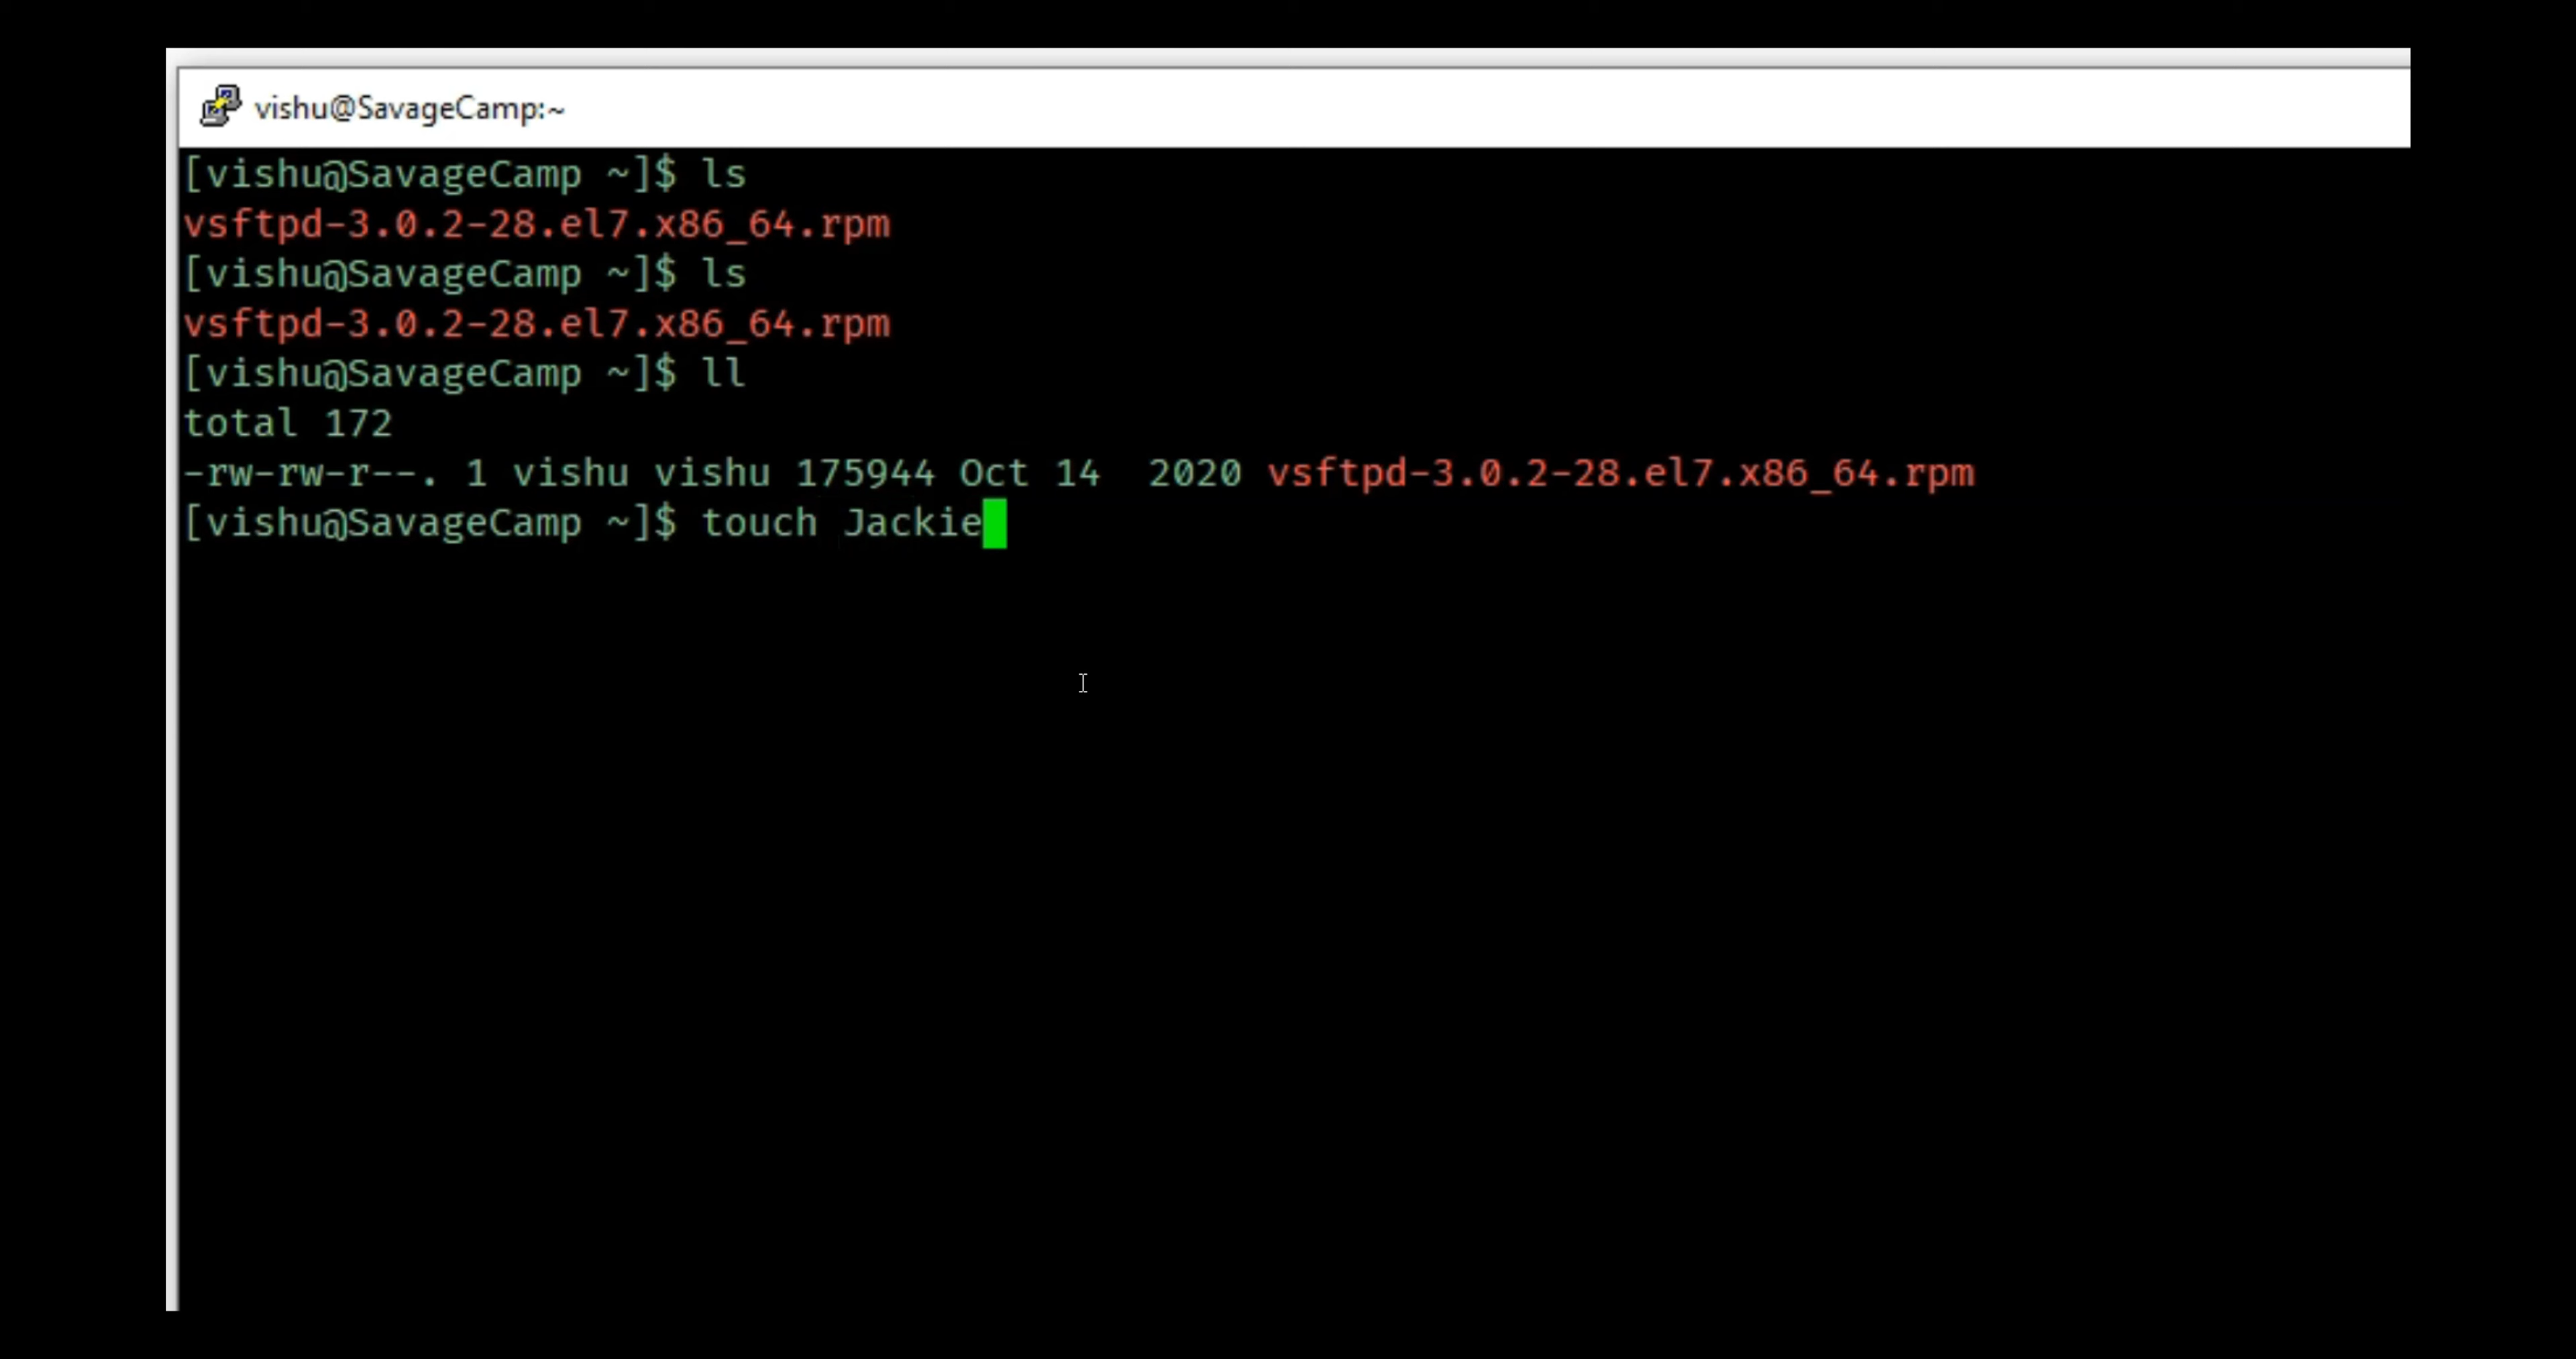 vishu@SavageCamp:~
[vishu@SavageCamp ~]$ ls
vsftpd-3.0.2-28.el7.x86_64.rpm
[vishu@SavageCamp ~]$ ls
vsftpd-3.0.2-28.el7.x86_64.rpm
[vishu@SavageCamp ~]$ ll
total 172
-rw-rw-r--. 1 vishu vishu 175944 Oct 14  2020 vsftpd-3.0.2-28.el7.x86_64.rpm
[vishu@SavageCamp ~]$ touch Jackie